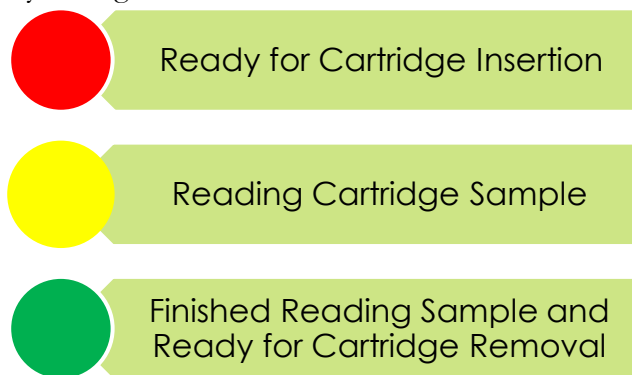 Ready for Cartridge Insertion
Reading Cartridge Sample
Finished Reading Sample and
Ready for Cartridge Removal